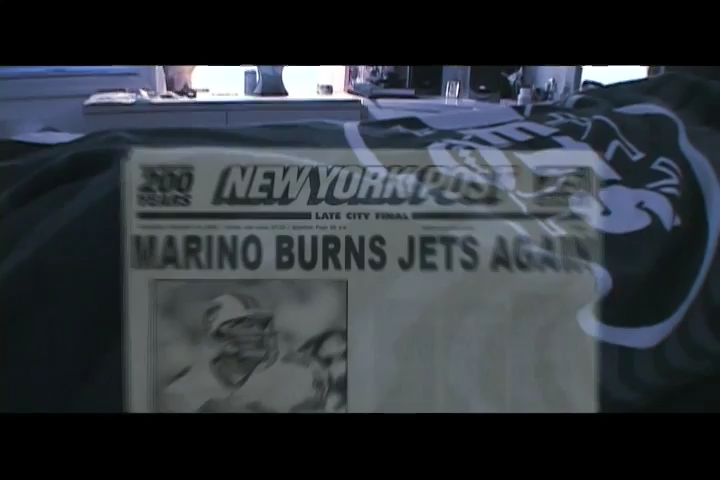 200
YEARS
NEW YORK POST
LATE CITY FINAL
MARINO BURNS JETS AGAIN